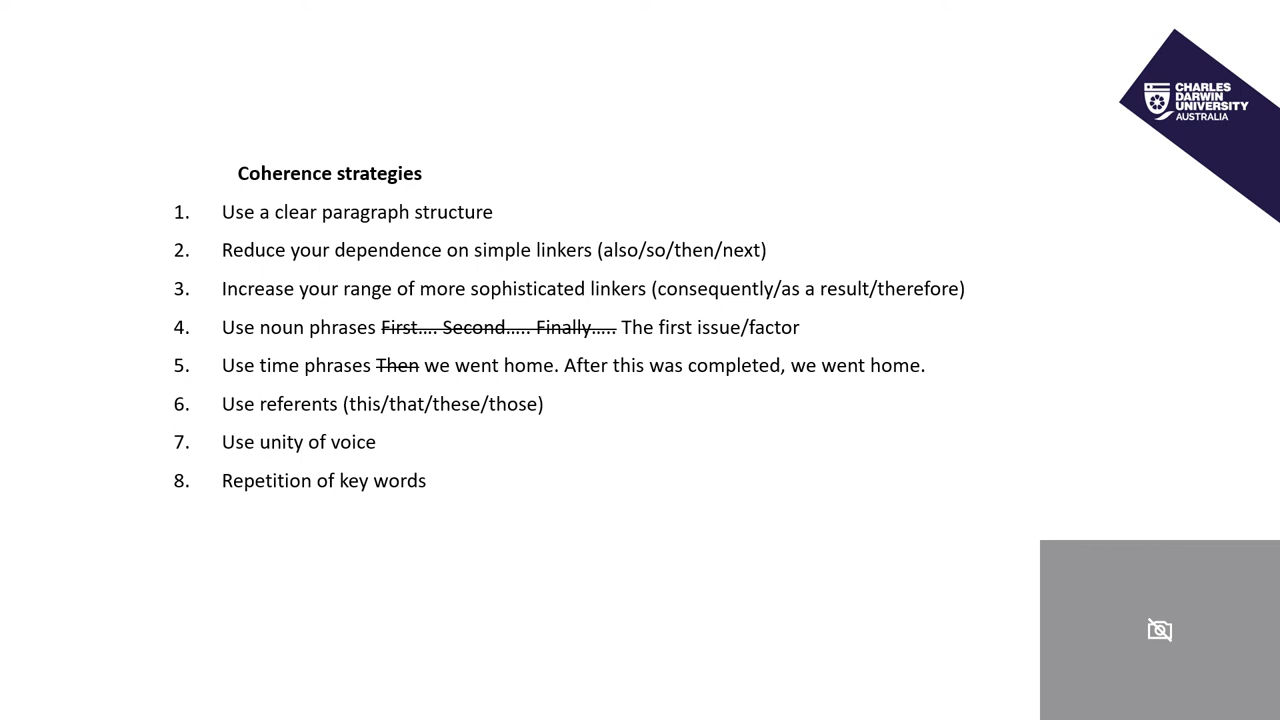 CHARLES
DARWIN
UNIVERSITY
AUSTRALIA
Coherence strategies
1. Use a clear paragraph structure
2. Reduce your dependence on simple linkers (also/so/then/next)
3. Increase your range of more sophisticated linkers (consequently/as a result/therefore)
4. Use noun phrases First…. Second….. Finally….. The first issue/factor
5. Use time phrases Then we went home. After this was completed, we went home.
6. Use referents (this/that/these/those)
7. Use unity of voice
8. Repetition of key words